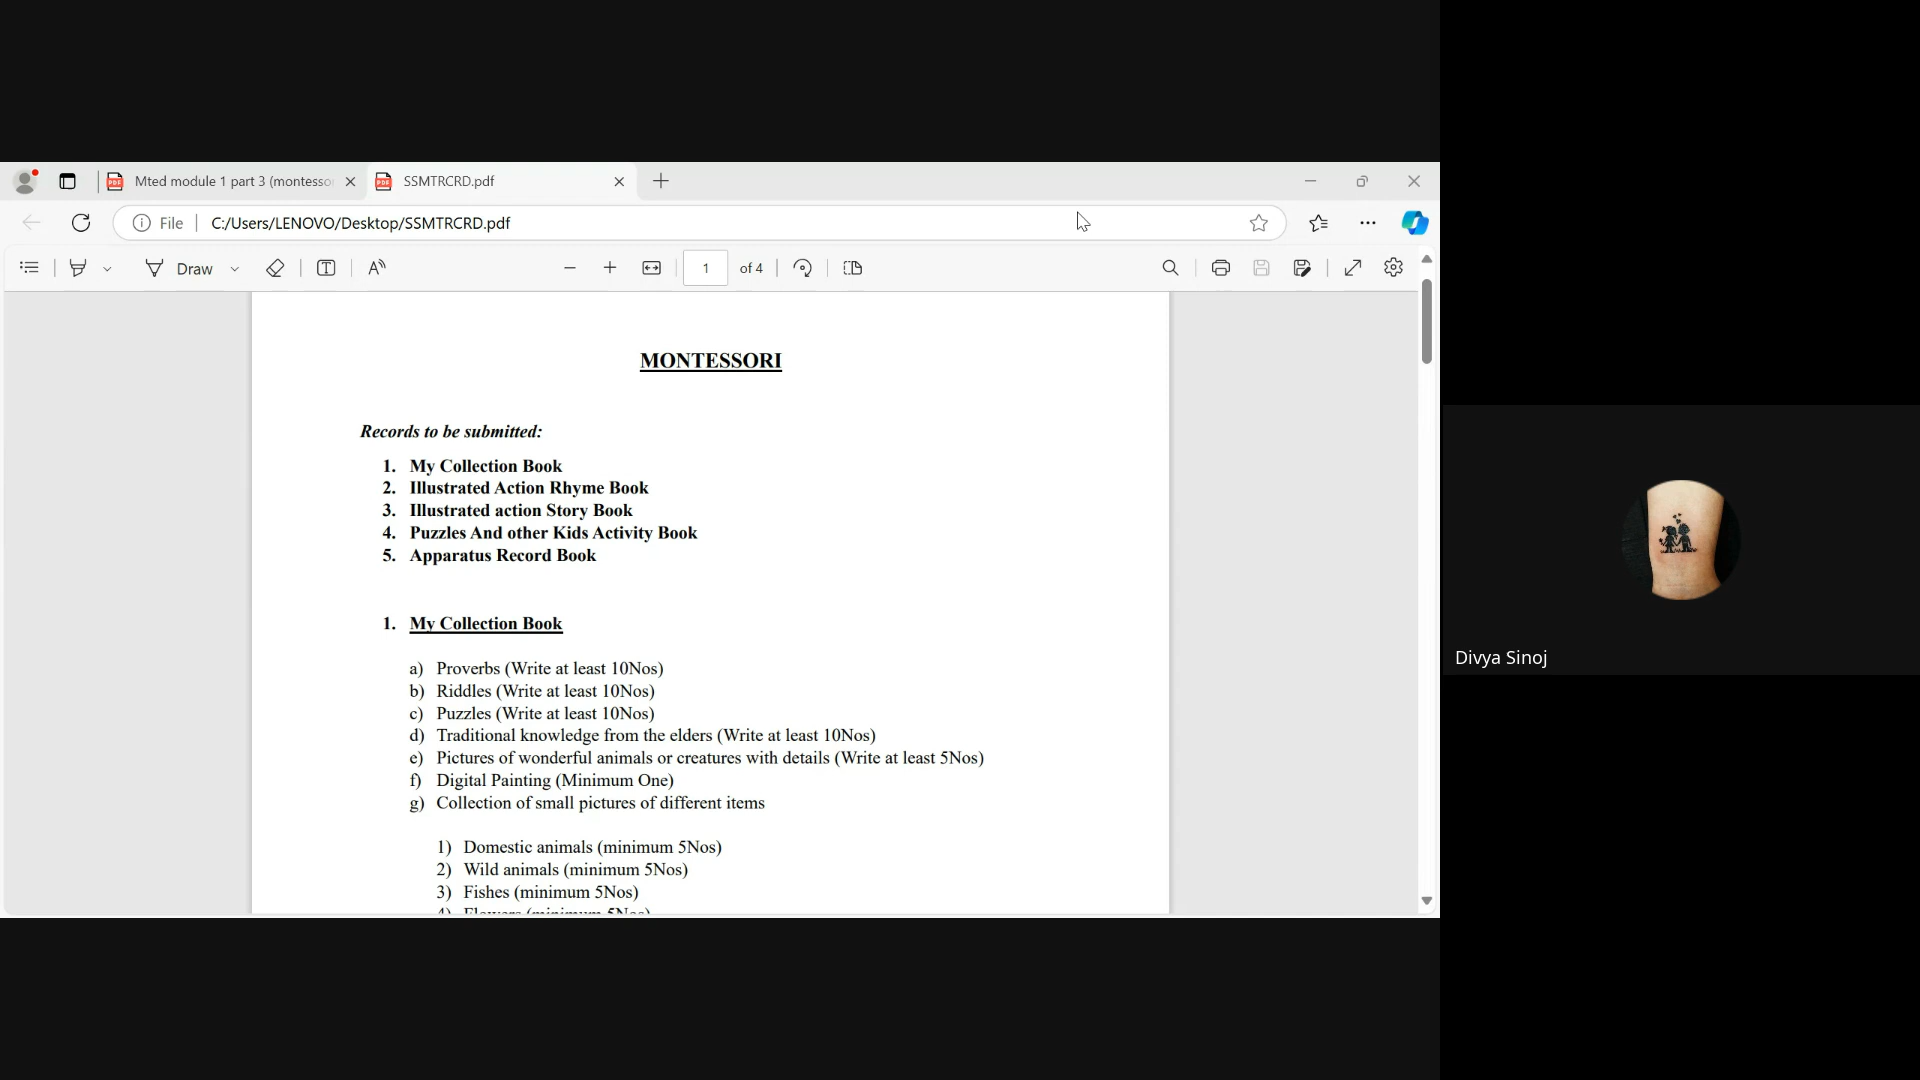 Mted module 1 part 3 (montesso
SSMTRCRD.pdf
File
C:/Users/LENOVO/Desktop/SSMTRCRD.pdf
Draw
1 of 4
MONTESSORI
Records to be submitted:
1. My Collection Book
2. Illustrated Action Rhyme Book
3. Illustrated action Story Book
4. Puzzles And other Kids Activity Book
5. Apparatus Record Book
1. My Collection Book
a) Proverbs (Write at least 10Nos)
b) Riddles (Write at least 10Nos)
c) Puzzles (Write at least 10Nos)
d) Traditional knowledge from the elders (Write at least 10Nos)
e) Pictures of wonderful animals or creatures with details (Write at least 5Nos)
f) Digital Painting (Minimum One)
g) Collection of small pictures of different items
1) Domestic animals (minimum 5Nos)
2) Wild animals (minimum 5Nos)
3) Fishes (minimum 5Nos)
4) Flowers (minimum 5Nos)
Divya Sinoj